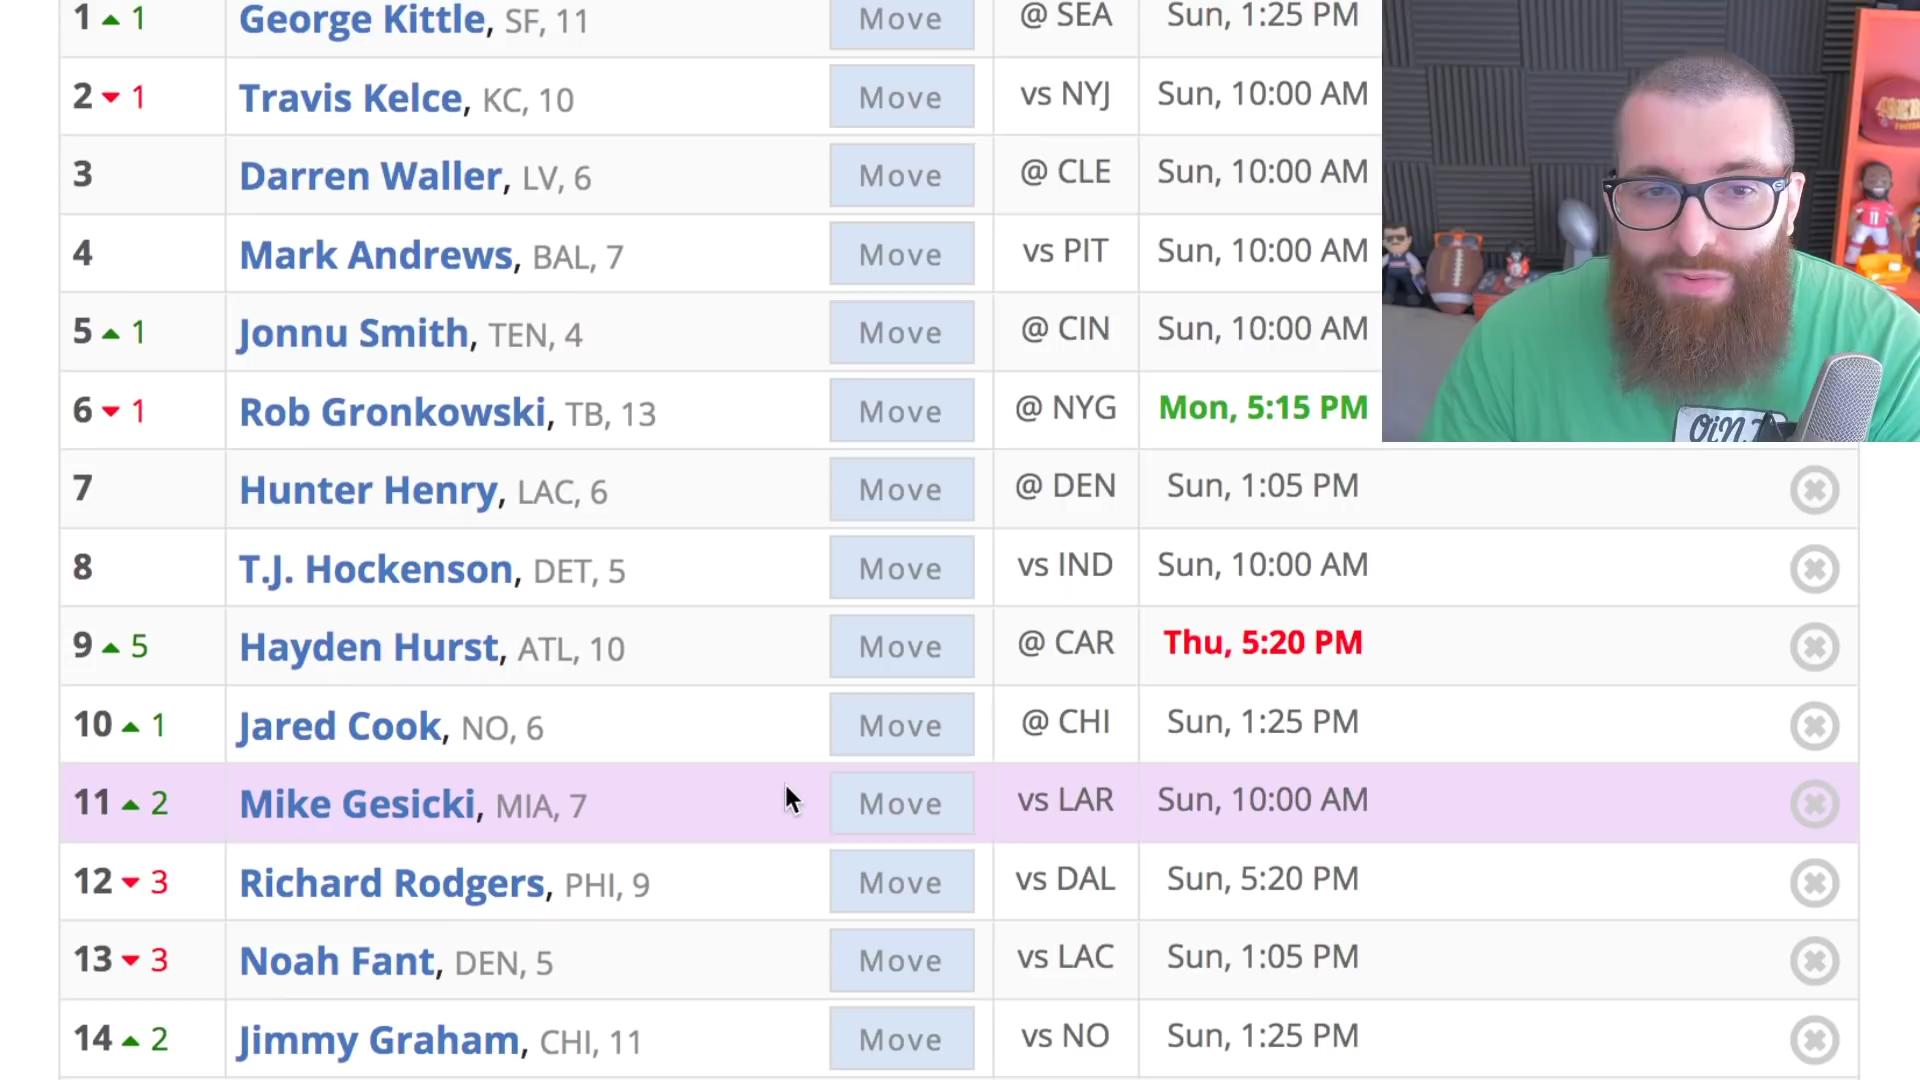 1 ▲ 1 George Kittle, SF, 11 Move @ SEA Sun, 1:25 PM
2 ▼ 1 Travis Kelce, KC, 10 Move vs NYJ Sun, 10:00 AM
3 Darren Waller, LV, 6 Move @ CLE Sun, 10:00 AM
4 Mark Andrews, BAL, 7 Move vs PIT Sun, 10:00 AM
5 ▲ 1 Jonnu Smith, TEN, 4 Move @ CIN Sun, 10:00 AM
6 ▼ 1 Rob Gronkowski, TB, 13 Move @ NYG Mon, 5:15 PM
7 Hunter Henry, LAC, 6 Move @ DEN Sun, 1:05 PM
8 T.J. Hockenson, DET, 5 Move vs IND Sun, 10:00 AM
9 ▲ 5 Hayden Hurst, ATL, 10 Move @ CAR Thu, 5:20 PM
10 ▲ 1 Jared Cook, NO, 6 Move @ CHI Sun, 1:25 PM
11 ▲ 2 Mike Gesicki, MIA, 7 Move vs LAR Sun, 10:00 AM
12 ▼ 3 Richard Rodgers, PHI, 9 Move vs DAL Sun, 5:20 PM
13 ▼ 3 Noah Fant, DEN, 5 Move vs LAC Sun, 1:05 PM
14 ▲ 2 Jimmy Graham, CHI, 11 Move vs NO Sun, 1:25 PM